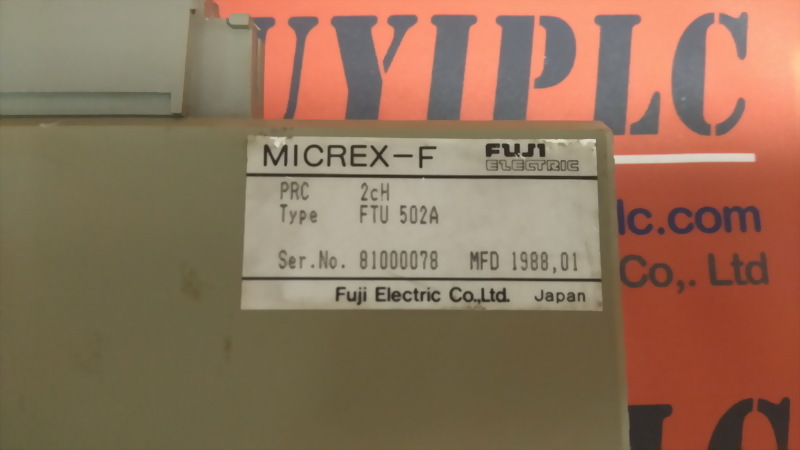 UYIPLC
MICREX-F FUJI ELECTRIC
PRC 2cH
Type FTU 502A
lc.com
Ser.No. 81000078 MFD 1988,01
Co,. Ltd
Fuji Electric Co.,Ltd. Japan